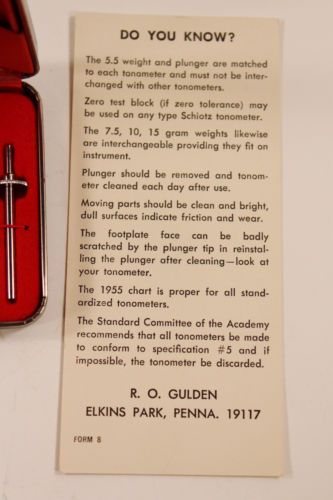 DO YOU KNOW?
The 5.5 weight and plunger are matched
to each tonometer and must not be inter-
changed with other tonometers.
Zero test block (if zero tolerance) may
be used on any type Schiotz tonometer.
The 7.5, 10, 15 gram weights likewise
are interchangeable providing they fit on
instrument.
Plunger should be removed and tonom-
eter cleaned each day after use.
Moving parts should be clean and bright,
dull surfaces indicate friction and wear.
The footplate face can be badly
scratched by the plunger tip in reinstal-
ling the plunger after cleaning—look at
your tonometer.
The 1955 chart is proper for all stand-
ardized tonometers.
The Standard Committee of the Academy
recommends that all tonometers be made
to conform to specification #5 and if
impossible, the tonometer be discarded.
R. O. GULDEN
ELKINS PARK, PENNA. 19117
FORM 8